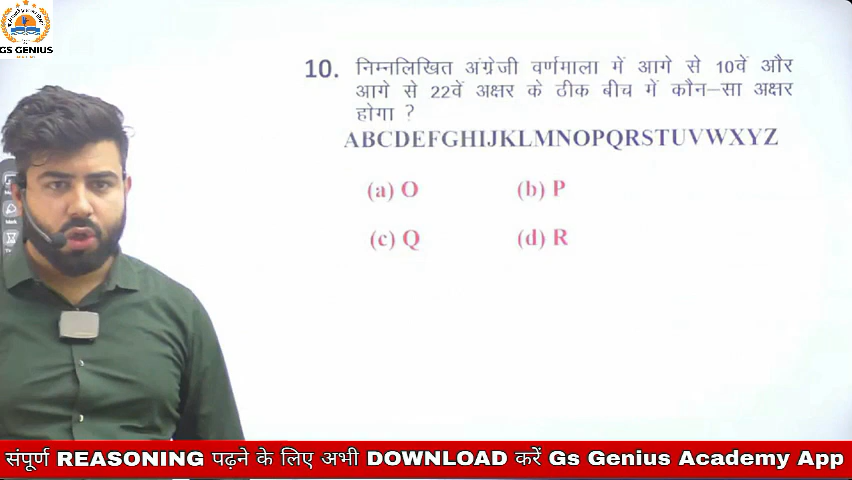 GS GENIUS
10. निम्नलिखित अंग्रेजी वर्णमाला में आगे से 10वें और
आगे से 22वें अक्षर के ठीक बीच में कौन-सा अक्षर
होगा ?
ABCDEFGHIJKLMNOPQRSTUVWXYZ
(a) O (b) P
(c) Q (d) R
संपूर्ण REASONING पढ़ने के लिए अभी DOWNLOAD करें Gs Genius Academy App